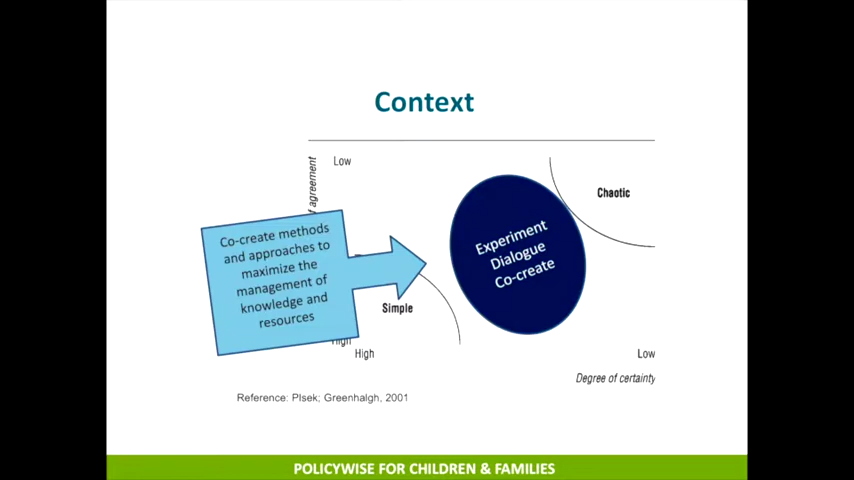 Context
Low
f agreement
Chaotic
Co-create methods
and approaches to
maximize the
management of
knowledge and
resources
Experiment
Dialogue
Co-create
Simple
High
High
Low
Degree of certainty
Reference: Plsek; Greenhalgh, 2001
POLICYWISE FOR CHILDREN & FAMILIES